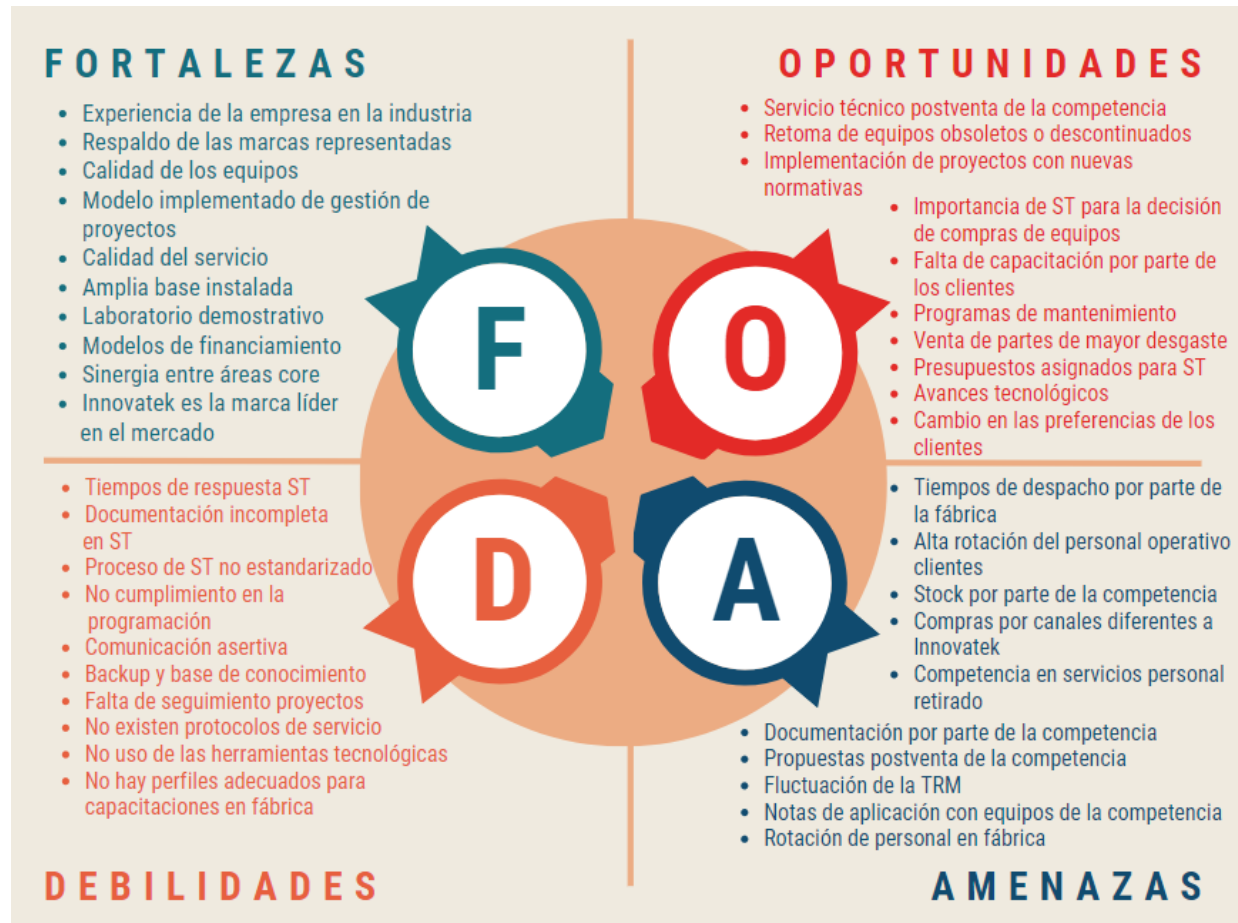 FORTALEZAS
• Experiencia de la empresa en la industria
• Respaldo de las marcas representadas
• Calidad de los equipos
• Modelo implementado de gestión de
proyectos
• Calidad del servicio
• Amplia base instalada
• Laboratorio demostrativo
• Modelos de financiamiento
• Sinergia entre áreas core
• Innovatek es la marca líder
en el mercado
OPORTUNIDADES
• Servicio técnico postventa de la competencia
• Retoma de equipos obsoletos o descontinuados
• Implementación de proyectos con nuevas
normativas
• Importancia de ST para la decisión
de compras de equipos
• Falta de capacitación por parte de
los clientes
• Programas de mantenimiento
• Venta de partes de mayor desgaste
• Presupuestos asignados para ST
• Avances tecnológicos
• Cambio en las preferencias de los
clientes
F
O
D
A
• Tiempos de respuesta ST
• Documentación incompleta
en ST
• Proceso de ST no estandarizado
• No cumplimiento en la
programación
• Comunicación asertiva
• Backup y base de conocimiento
• Falta de seguimiento proyectos
• No existen protocolos de servicio
• No uso de las herramientas tecnológicas
• No hay perfiles adecuados para
capacitaciones en fábrica
DEBILIDADES
• Tiempos de despacho por parte de
la fábrica
• Alta rotación del personal operativo
clientes
• Stock por parte de la competencia
• Compras por canales diferentes a
Innovatek
• Competencia en servicios personal
retirado
• Documentación por parte de la competencia
• Propuestas postventa de la competencia
• Fluctuación de la TRM
• Notas de aplicación con equipos de la competencia
• Rotación de personal en fábrica
AMENAZAS